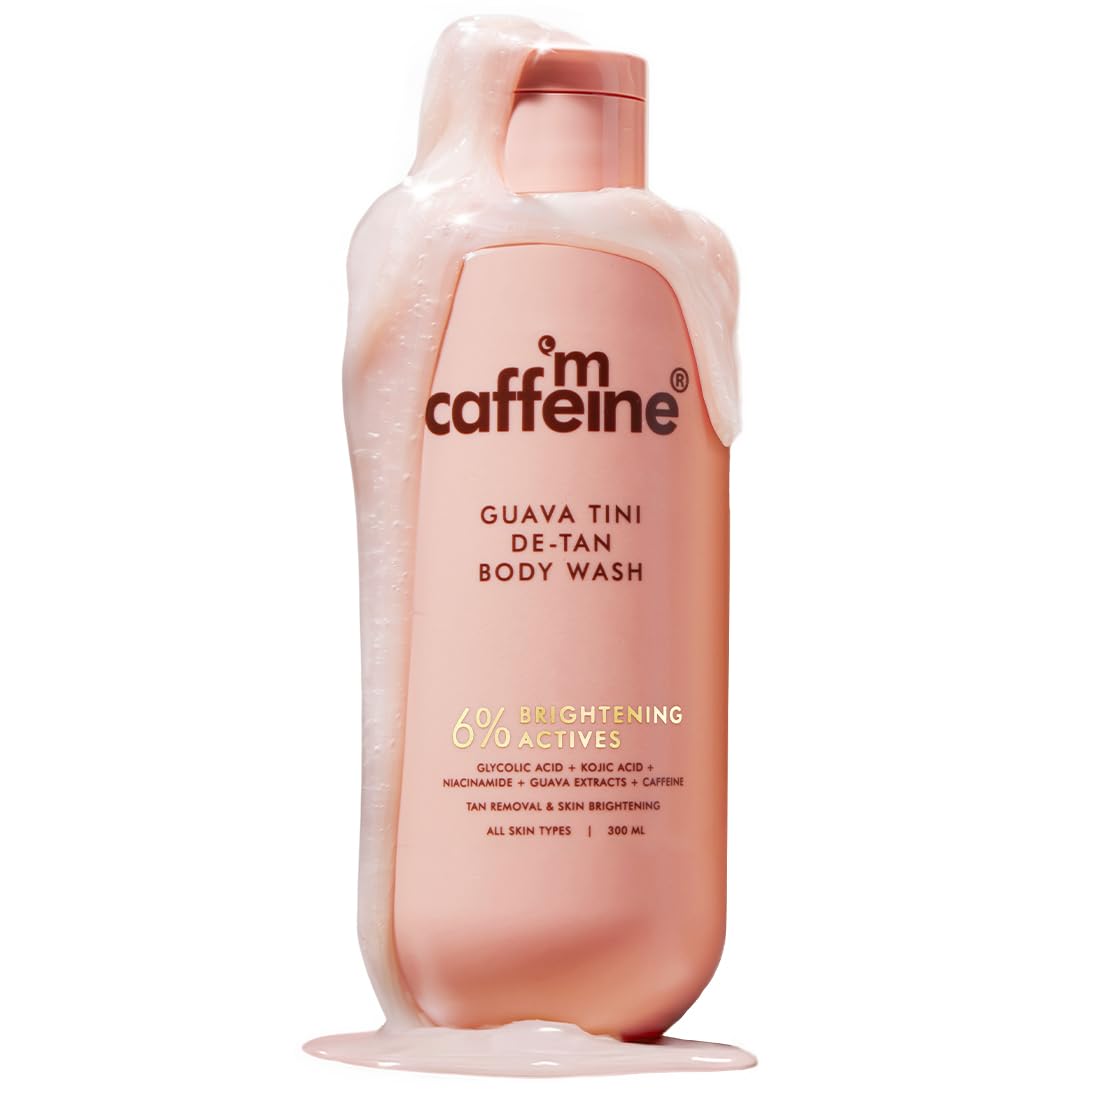 'm
caffeine®
GUAVA TINI
DE-TAN
BODY WASH
6% BRIGHTENING
ACTIVES
GLYCOLIC ACID + KOJIC ACID +
NIACINAMIDE + GUAVA EXTRACTS + CAFFEINE
TAN REMOVAL & SKIN BRIGHTENING
ALL SKIN TYPES | 300 ML